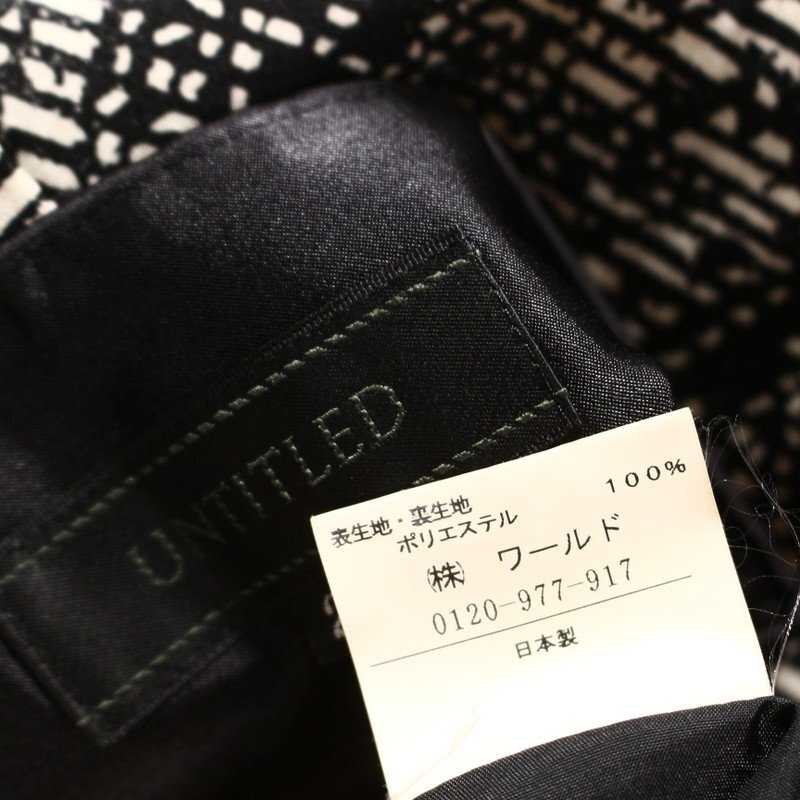 UNTITLED
表生地・裏生地
ポリエステル 100%
㈱ ワールド
0120-977-917
日本製